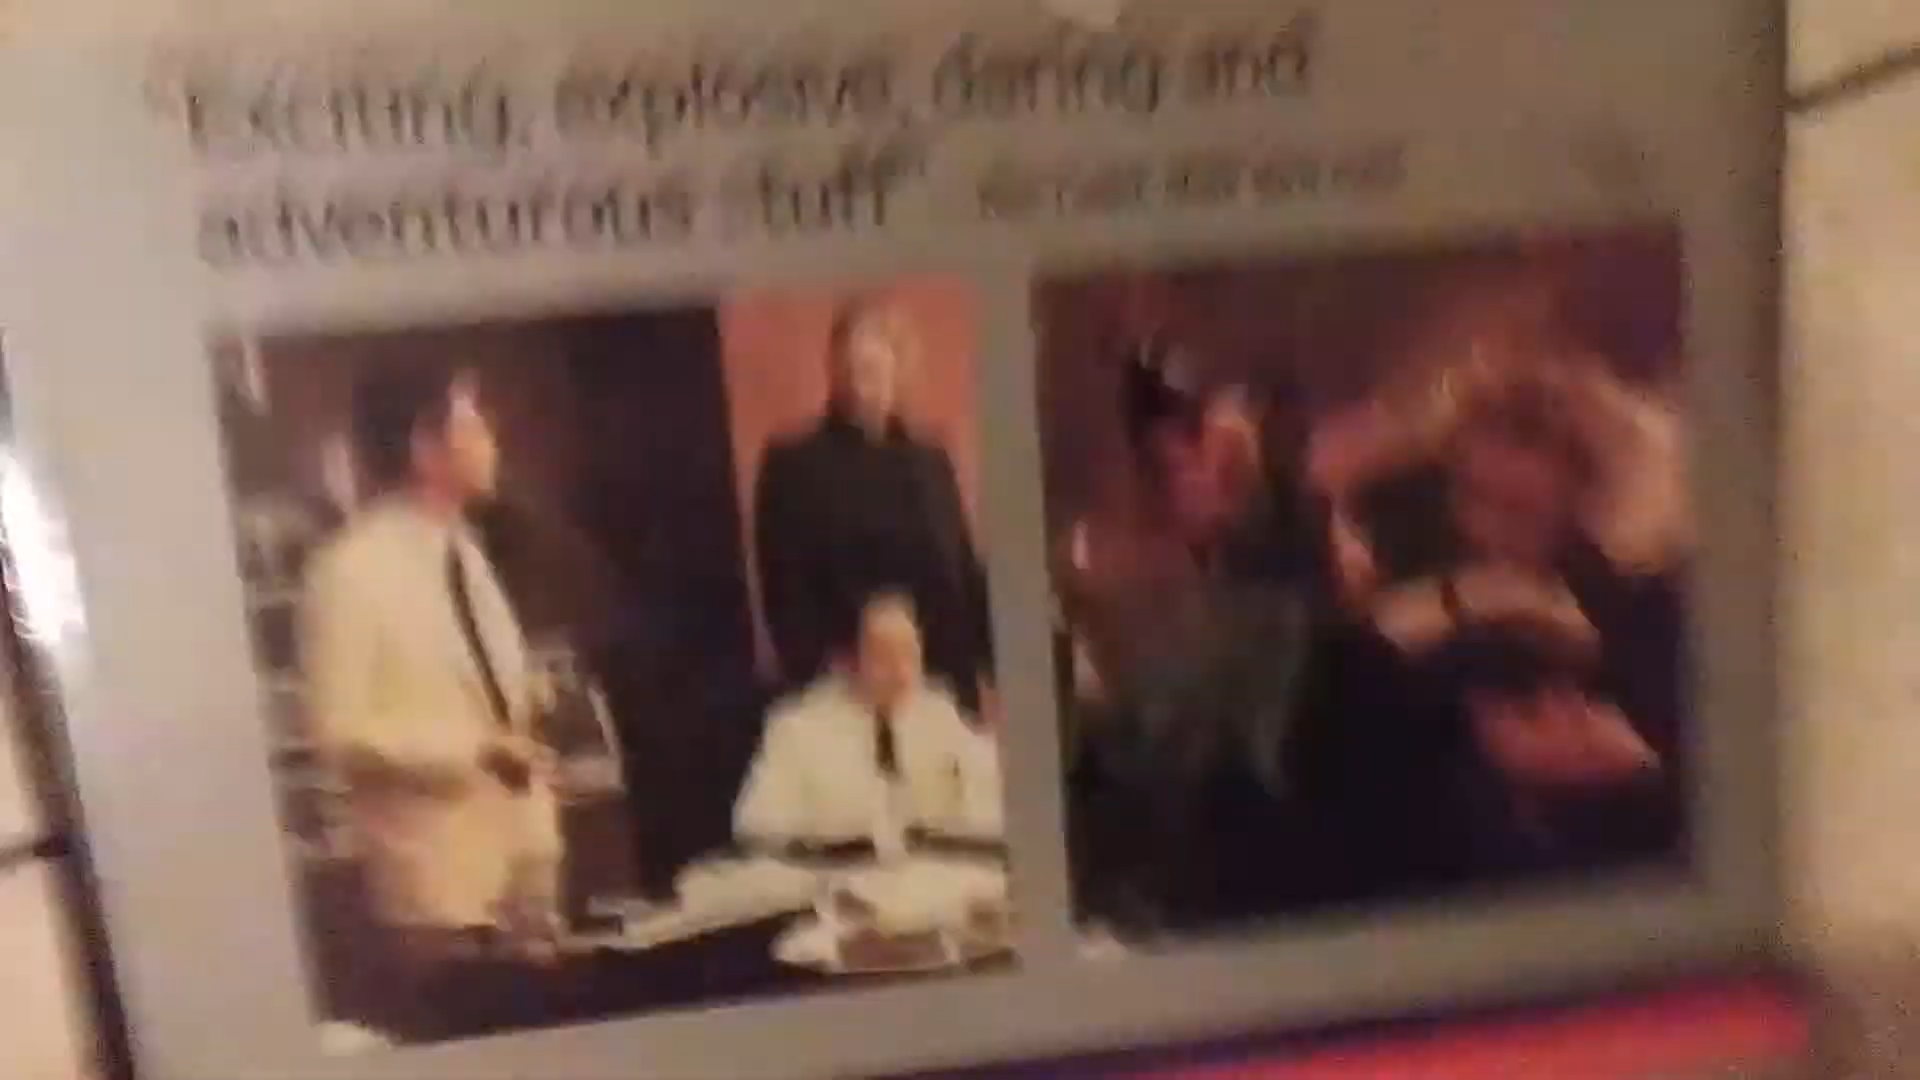 "Exciting, explosive, daring and
adventurous stuff"